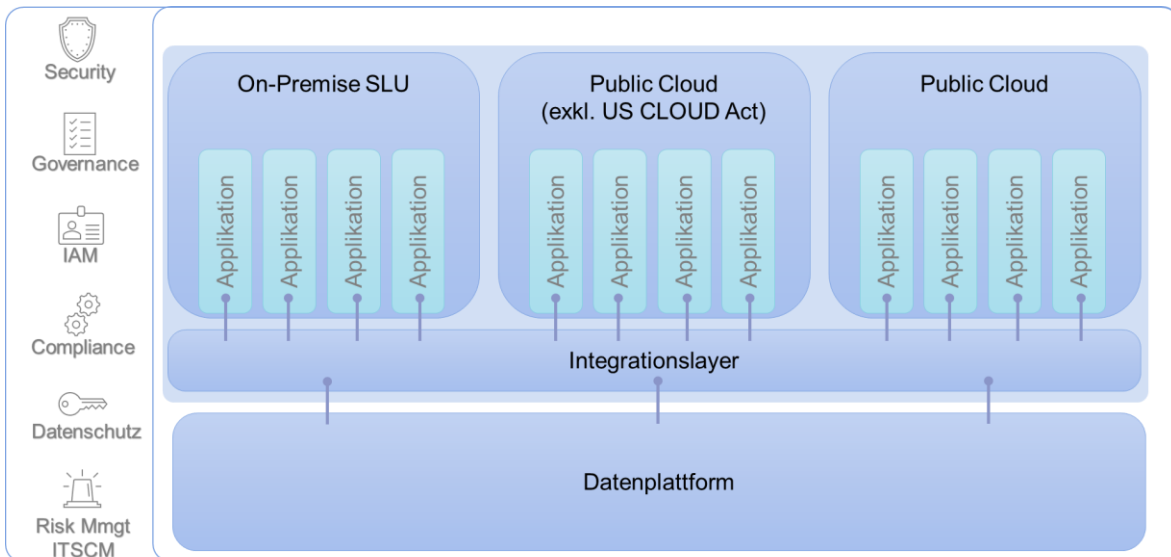 Security
Governance
IAM
Compliance
Datenschutz
Risk Mmgt
ITSCM
On-Premise SLU
Applikation
Applikation
Applikation
Applikation
Public Cloud
(exkl. US CLOUD Act)
Applikation
Applikation
Applikation
Applikation
Public Cloud
Applikation
Applikation
Applikation
Applikation
Integrationslayer
Datenplattform